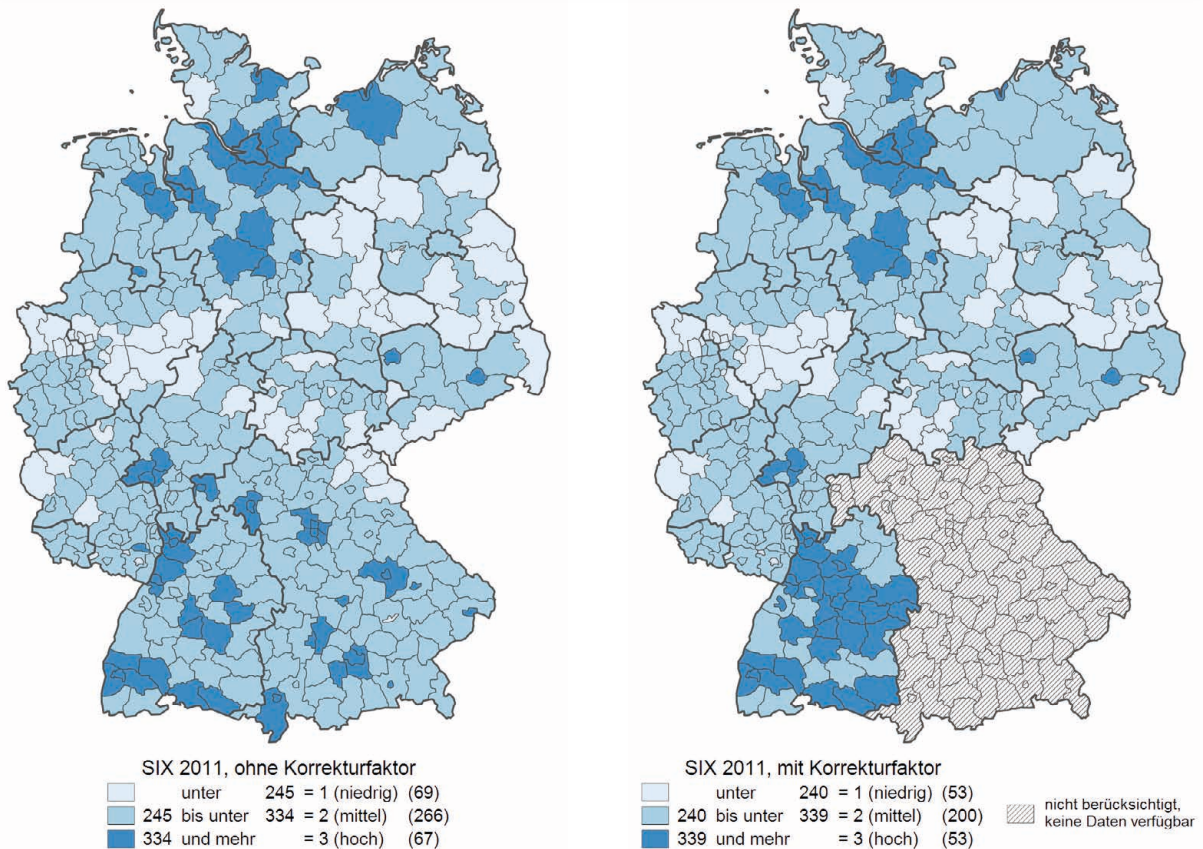 SIX 2011, ohne Korrekturfaktor
unter 245 = 1 (niedrig) (69)
245 bis unter 334 = 2 (mittel) (266)
334 und mehr = 3 (hoch) (67)
SIX 2011, mit Korrekturfaktor
unter 240 = 1 (niedrig) (53)
240 bis unter 339 = 2 (mittel) (200)
339 und mehr = 3 (hoch) (53)
nicht berücksichtigt,
keine Daten verfügbar